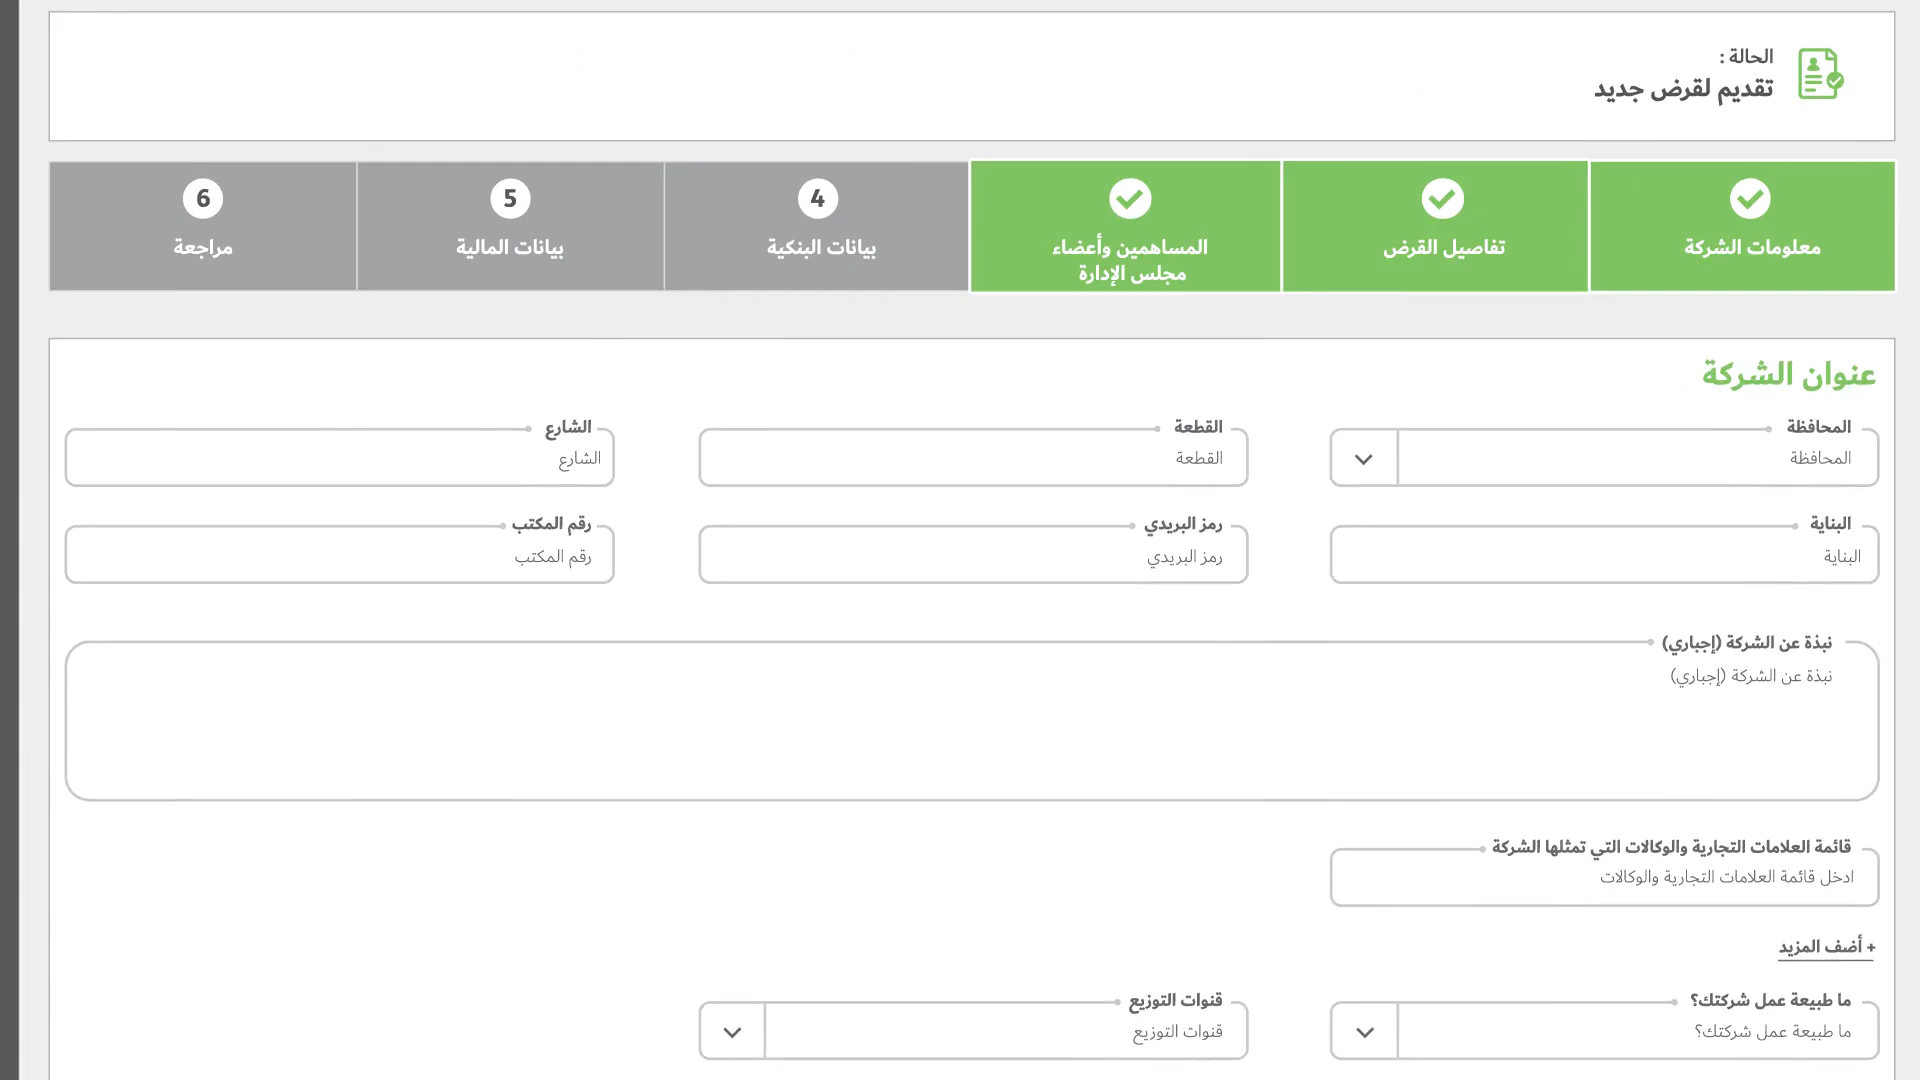 الحالة :
تقديم لقرض جديد
معلومات الشركة
تفاصيل القرض
المساهمين وأعضاء
مجلس الإدارة
4
بيانات البنكية
5
بيانات المالية
6
مراجعة
عنوان الشركة
المحافظة
المحافظة
القطعة
القطعة
الشارع
الشارع
البناية
البناية
رمز البريدي
رمز البريدي
رقم المكتب
رقم المكتب
نبذة عن الشركة (إجباري)
نبذة عن الشركة (إجباري)
قائمة العلامات التجارية والوكالات التي تمثلها الشركة
ادخل قائمة العلامات التجارية والوكالات
+ أضف المزيد
ما طبيعة عمل شركتك؟
ما طبيعة عمل شركتك؟
قنوات التوزيع
قنوات التوزيع